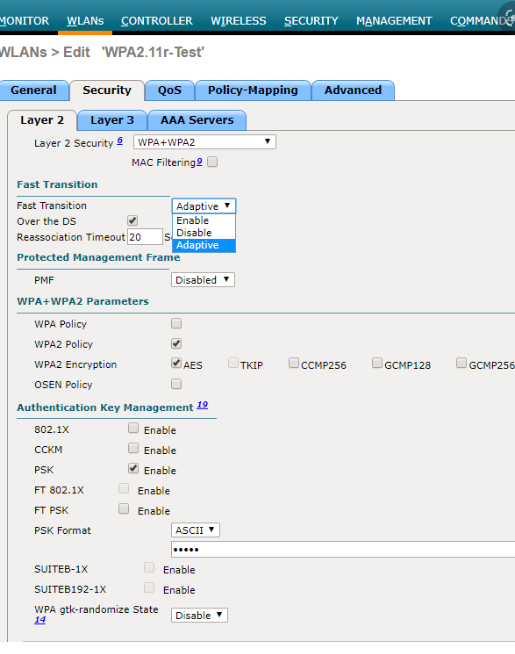 MONITOR WLANs CONTROLLER WIRELESS SECURITY MANAGEMENT COMMANDS
WLANs > Edit 'WPA2.11r-Test'
General Security QoS Policy-Mapping Advanced
Layer 2 Layer 3 AAA Servers
Layer 2 Security 6 WPA+WPA2
MAC Filtering 9
Fast Transition
Fast Transition Adaptive
Enable
Over the DS
Disable
Reassociation Timeout 20 S
Adaptive
Protected Management Frame
PMF Disabled
WPA+WPA2 Parameters
WPA Policy
WPA2 Policy
WPA2 Encryption AES TKIP CCMP256 GCMP128 GCMP256
OSEN Policy
Authentication Key Management 19
802.1X Enable
CCKM Enable
PSK Enable
FT 802.1X Enable
FT PSK Enable
PSK Format ASCII
•••••
SUITEB-1X Enable
SUITEB192-1X Enable
WPA gtk-randomize State Disable
14